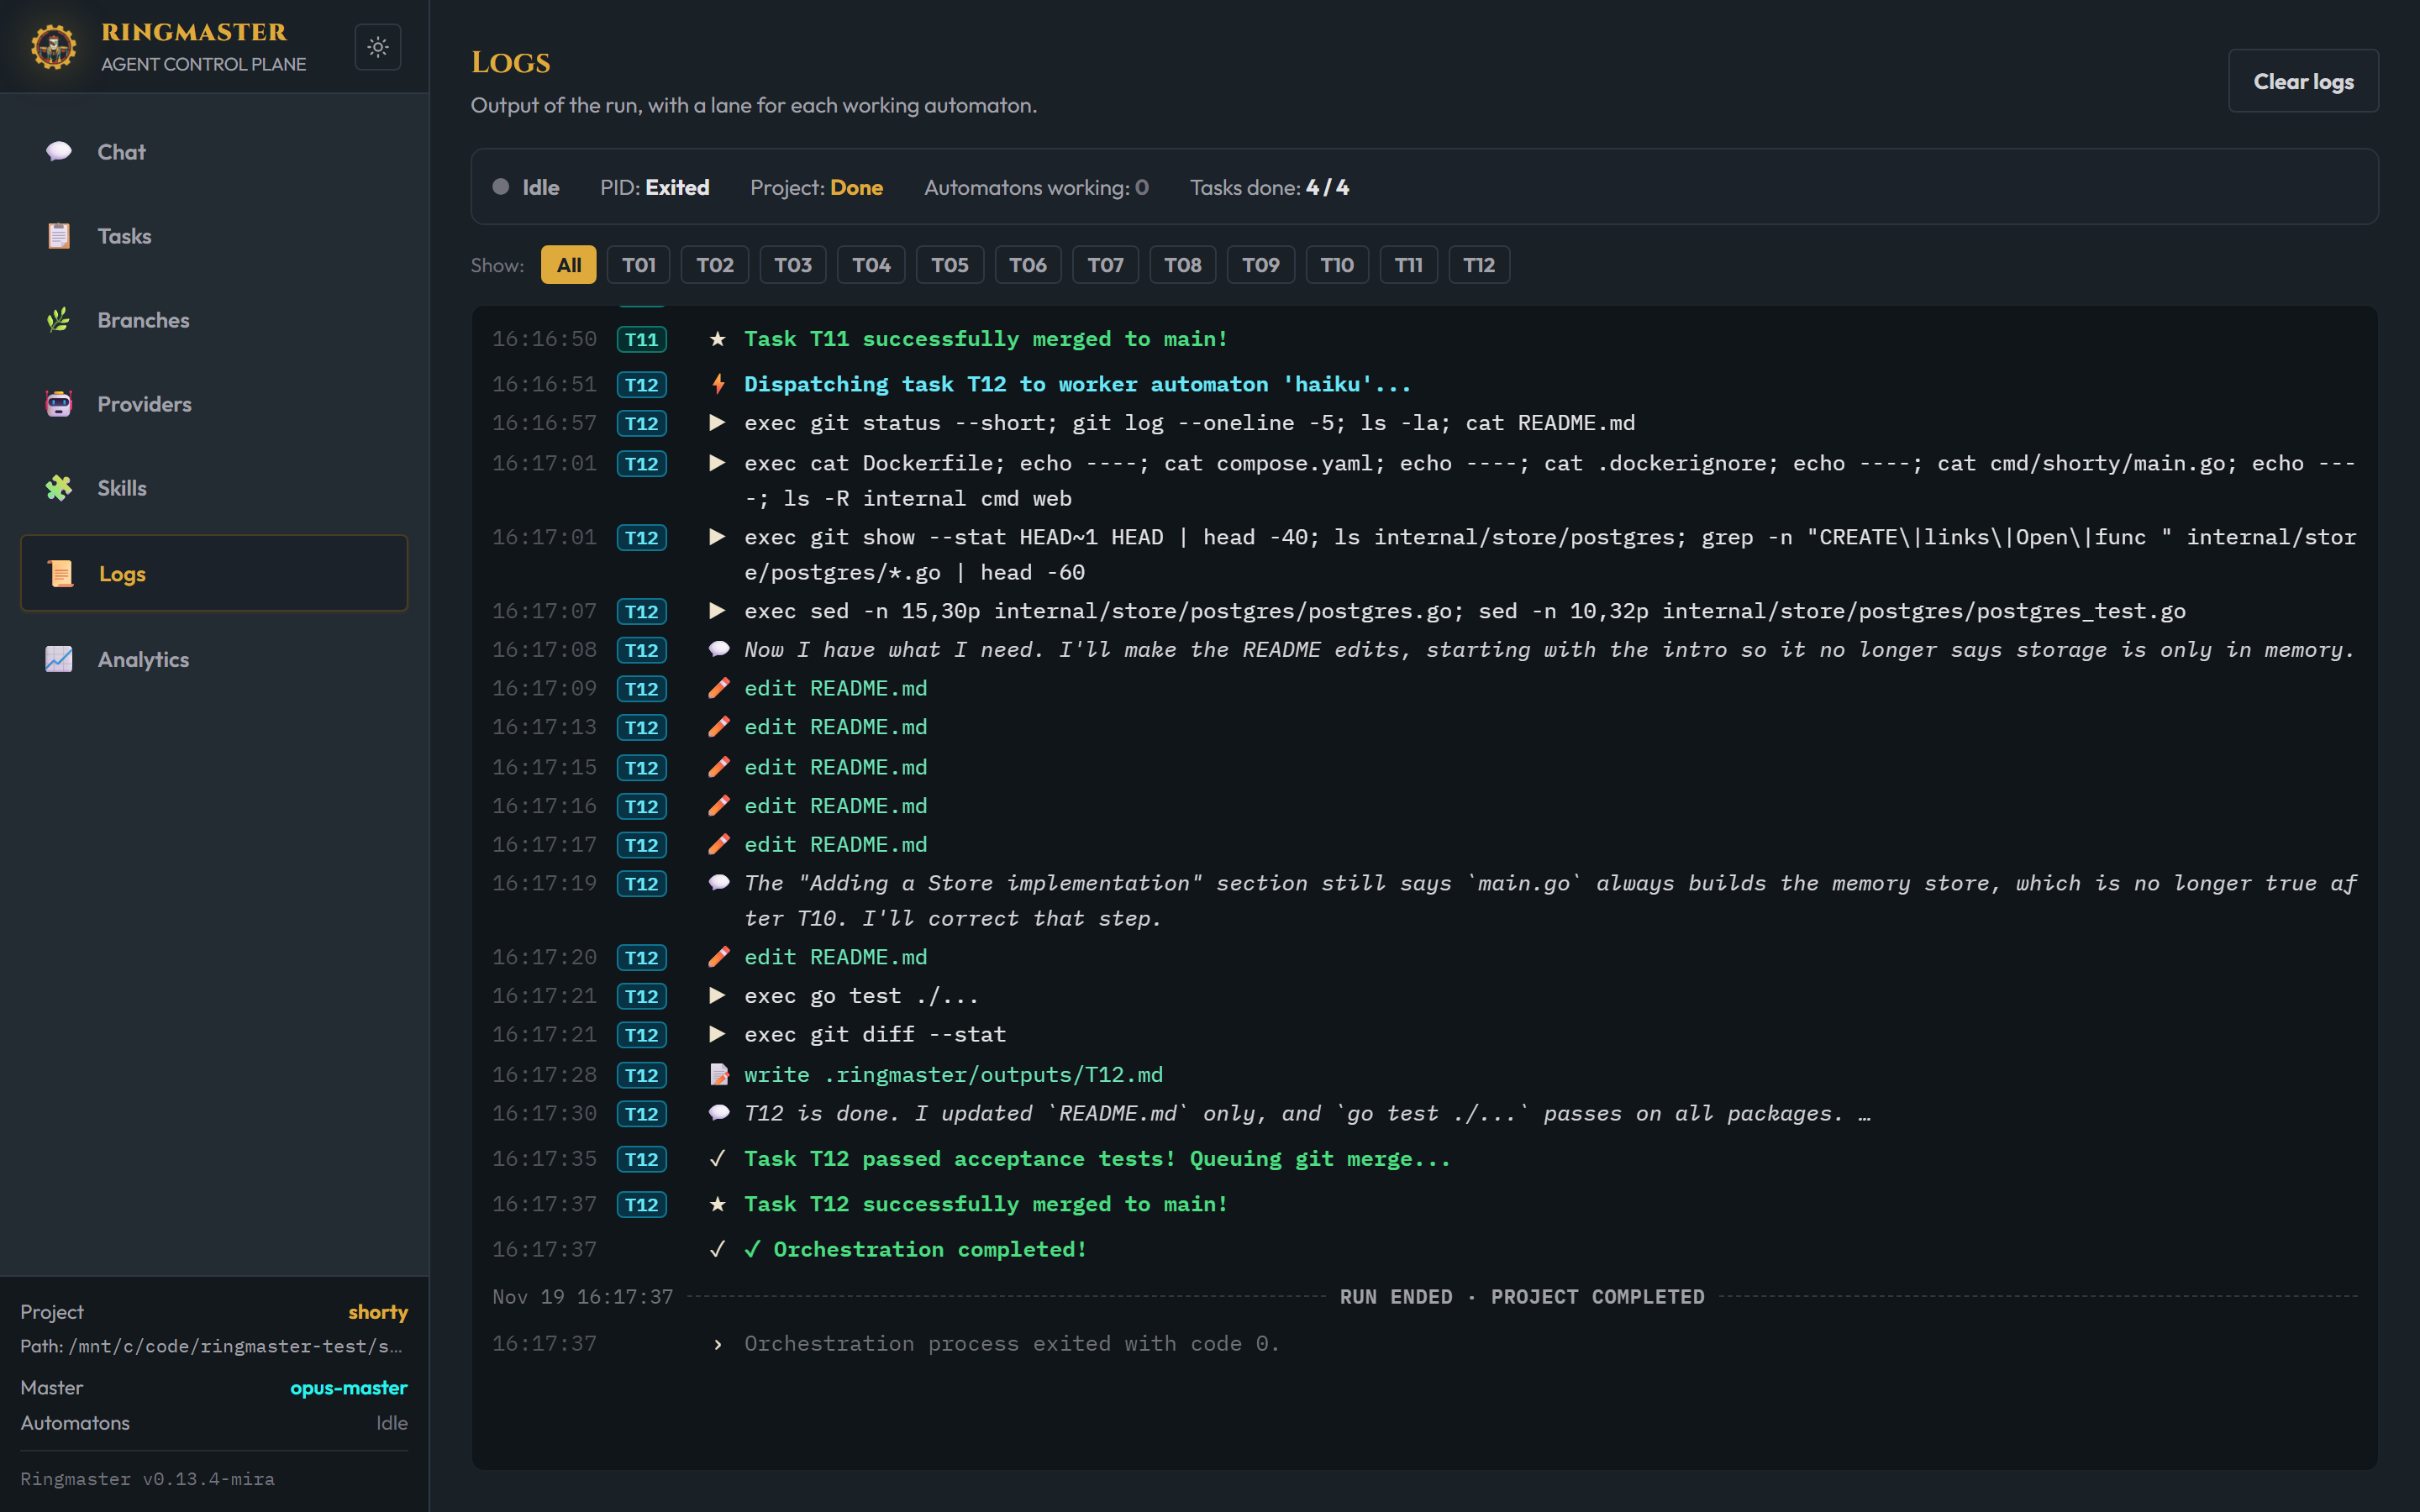 RINGMASTER
AGENT CONTROL PLANE
Chat
Tasks
Branches
Providers
Skills
Logs
Analytics
Project shorty
Path: /mnt/c/code/ringmaster-test/s...
Master opus-master
Automatons Idle
Ringmaster v0.13.4-mira
LOGS
Output of the run, with a lane for each working automaton.
Clear logs
Idle PID: Exited Project: Done Automatons working: 0 Tasks done: 4 / 4
Show: All T01 T02 T03 T04 T05 T06 T07 T08 T09 T10 T11 T12
16:16:50 T11 ★ Task T11 successfully merged to main!
16:16:51 T12 ⚡ Dispatching task T12 to worker automaton 'haiku'...
16:16:57 T12 ▶ exec git status --short; git log --oneline -5; ls -la; cat README.md
16:17:01 T12 ▶ exec cat Dockerfile; echo ----; cat compose.yaml; echo ----; cat .dockerignore; echo ----; cat cmd/shorty/main.go; echo ---
-; ls -R internal cmd web
16:17:01 T12 ▶ exec git show --stat HEAD~1 HEAD | head -40; ls internal/store/postgres; grep -n "CREATE\|links\|Open\|func " internal/stor
e/postgres/*.go | head -60
16:17:07 T12 ▶ exec sed -n 15,30p internal/store/postgres/postgres.go; sed -n 10,32p internal/store/postgres/postgres_test.go
16:17:08 T12 Now I have what I need. I'll make the README edits, starting with the intro so it no longer says storage is only in memory.
16:17:09 T12 edit README.md
16:17:13 T12 edit README.md
16:17:15 T12 edit README.md
16:17:16 T12 edit README.md
16:17:17 T12 edit README.md
16:17:19 T12 The "Adding a Store implementation" section still says `main.go` always builds the memory store, which is no longer true af
ter T10. I'll correct that step.
16:17:20 T12 edit README.md
16:17:21 T12 ▶ exec go test ./...
16:17:21 T12 ▶ exec git diff --stat
16:17:28 T12 write .ringmaster/outputs/T12.md
16:17:30 T12 T12 is done. I updated `README.md` only, and `go test ./...` passes on all packages. …
16:17:35 T12 ✓ Task T12 passed acceptance tests! Queuing git merge...
16:17:37 T12 ★ Task T12 successfully merged to main!
16:17:37 ✓ ✓ Orchestration completed!
Nov 19 16:17:37 RUN ENDED · PROJECT COMPLETED
16:17:37 › Orchestration process exited with code 0.